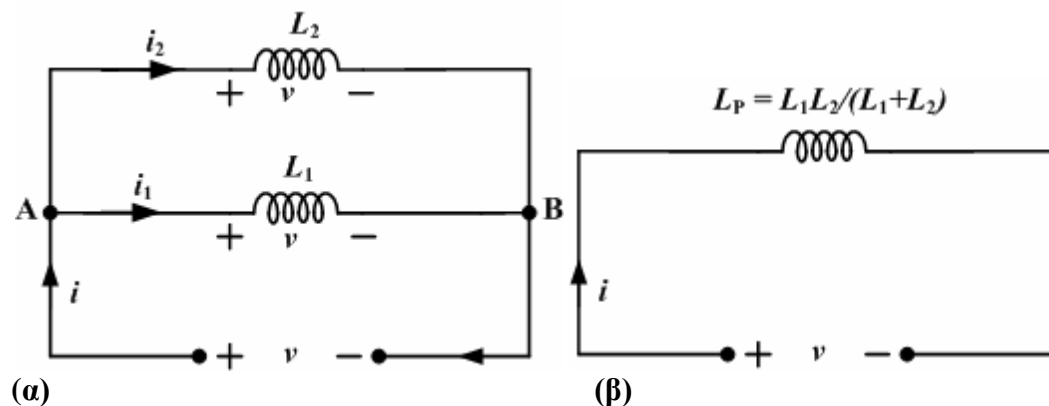 i₂
L₂
+ v −
L_P = L₁L₂/(L₁+L₂)
A
i₁
L₁
B
+ v −
i
i
+ v −
+ v −
(α)
(β)